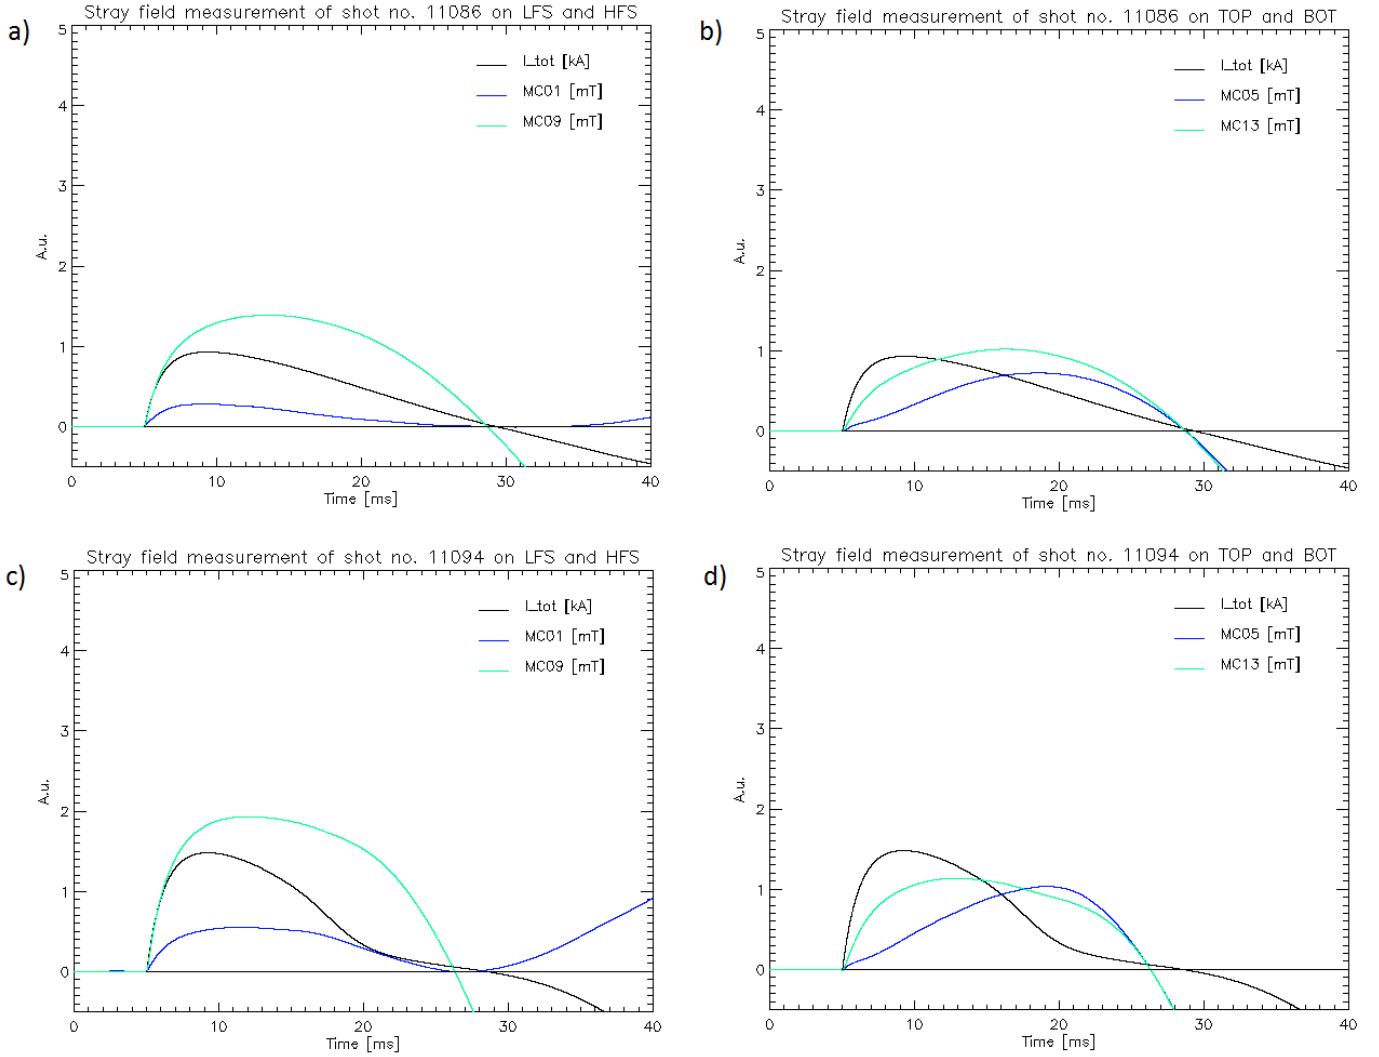 a)
Stray field measurement of shot no. 11086 on LFS and HFS
5
4
3
2
1
0
A.u.
I_tot [kA]
MC01 [mT]
MC09 [mT]
0 10 20 30 40
Time [ms]
b)
Stray field measurement of shot no. 11086 on TOP and BOT
5
4
3
2
1
0
A.u.
I_tot [kA]
MC05 [mT]
MC13 [mT]
0 10 20 30 40
Time [ms]
c)
Stray field measurement of shot no. 11094 on LFS and HFS
5
4
3
2
1
0
A.u.
I_tot [kA]
MC01 [mT]
MC09 [mT]
0 10 20 30 40
Time [ms]
d)
Stray field measurement of shot no. 11094 on TOP and BOT
5
4
3
2
1
0
A.u.
I_tot [kA]
MC05 [mT]
MC13 [mT]
0 10 20 30 40
Time [ms]